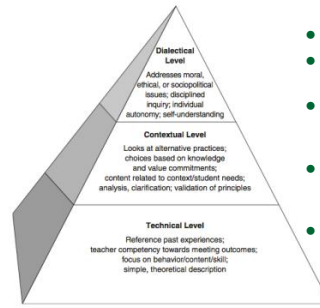 Dialectical
Level
Addresses moral,
ethical, or sociopolitical
issues; disciplined
inquiry; individual
autonomy; self-understanding
Contextual Level
Looks at alternative practices;
choices based on knowledge
and value commitments;
content related to context/student needs;
analysis, clarification; validation of principles
Technical Level
Reference past experiences;
teacher competency towards meeting outcomes;
focus on behavior/content/skill;
simple, theoretical description